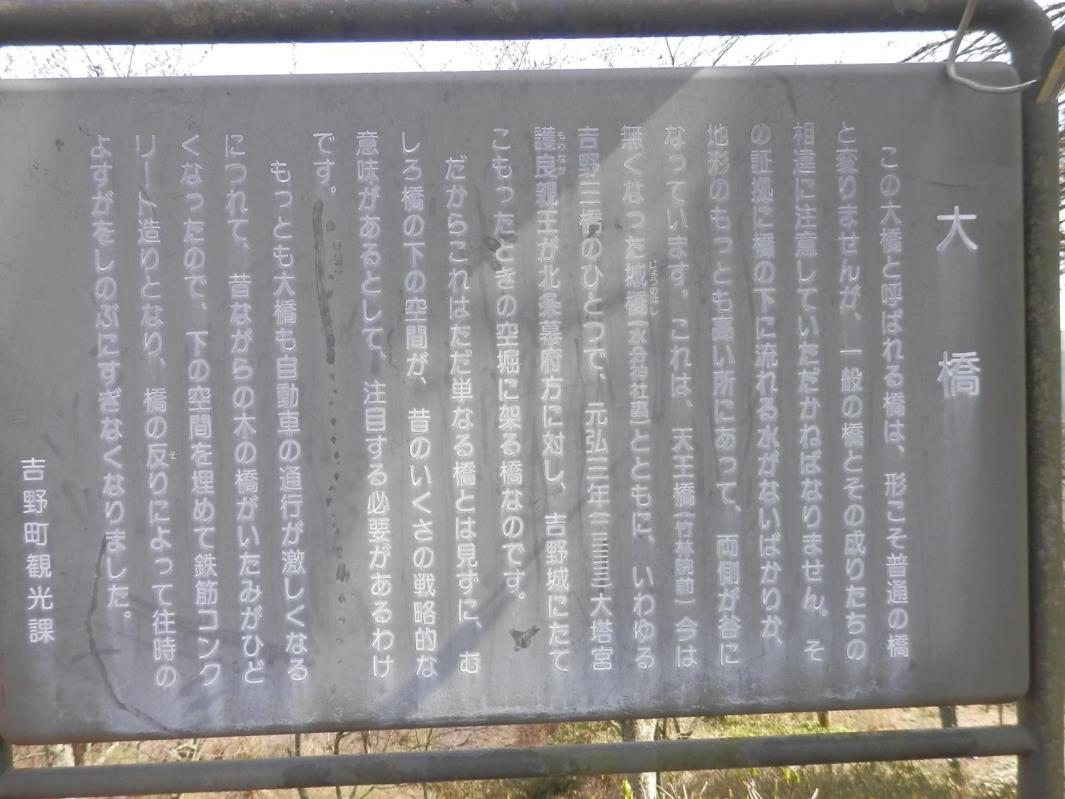 大橋
この大橋と呼ばれる橋は、形こそ普通の橋
と変りませんが、一般の橋とその成りたちの
相違に注意していただかねばなりません。そ
の証拠に橋の下に流れる水がないばかりか、
地形のもっとも高い所にあって、両側が谷に
なっています。これは、天王橋(竹林院前)今は
無くなった城橋(水分神社裏)とともに、いわゆる
じょうのはし
吉野三橋のひとつで、元弘三年一三三三大塔宮
護良親王が北条幕府方に対し、吉野城にたて
もりなが
こもったときの空堀に架る橋なのです。
だからこれはただ単なる橋とは見ずに、む
しろ橋の下の空間が、昔のいくさの戦略的な
意味があるとして、注目する必要があるわけ
です。
もっとも大橋も自動車の通行が激しくなる
につれて、昔ながらの木の橋がいたみがひど
くなったので、下の空間を埋めて鉄筋コンク
リート造りとなり、橋の反りによって往時の
そ
よすがをしのぶにすぎなくなりました。
吉野町観光課